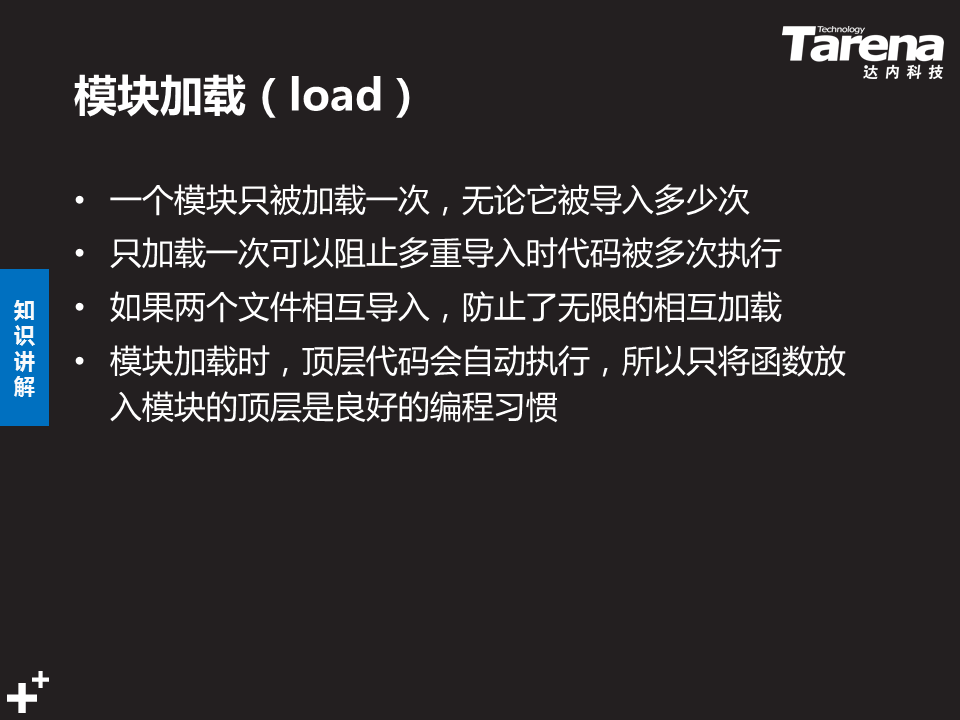 Technology
Tarena
达内科技
模块加载（load）
• 一个模块只被加载一次，无论它被导入多少次
• 只加载一次可以阻止多重导入时代码被多次执行
• 如果两个文件相互导入，防止了无限的相互加载
• 模块加载时，顶层代码会自动执行，所以只将函数放
入模块的顶层是良好的编程习惯
知
识
讲
解